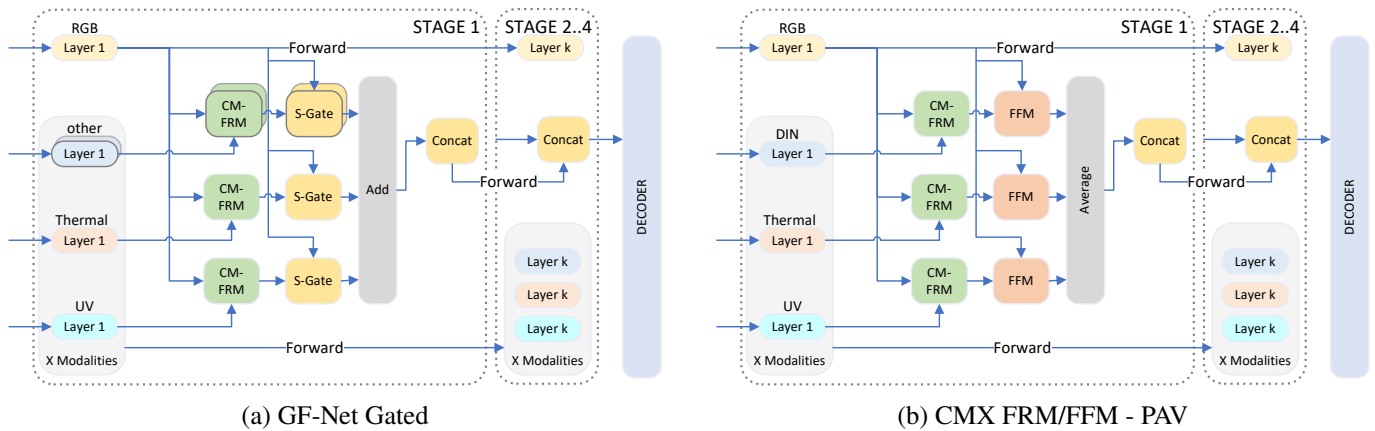 RGB
STAGE 1
STAGE 2..4
Layer 1
Forward
Layer k
CM-
FRM
S-Gate
other
Layer 1
Concat
Concat
Add
Forward
CM-
FRM
S-Gate
Thermal
Layer 1
CM-
FRM
S-Gate
Layer k
Layer k
Layer k
UV
Layer 1
Forward
X Modalities
X Modalities
DECODER
(a) GF-Net Gated
RGB
STAGE 1
STAGE 2..4
Layer 1
Forward
Layer k
CM-
FRM
FFM
DIN
Layer 1
Concat
Concat
Average
Forward
CM-
FRM
FFM
Thermal
Layer 1
CM-
FRM
FFM
Layer k
Layer k
Layer k
UV
Layer 1
Forward
X Modalities
X Modalities
DECODER
(b) CMX FRM/FFM - PAV